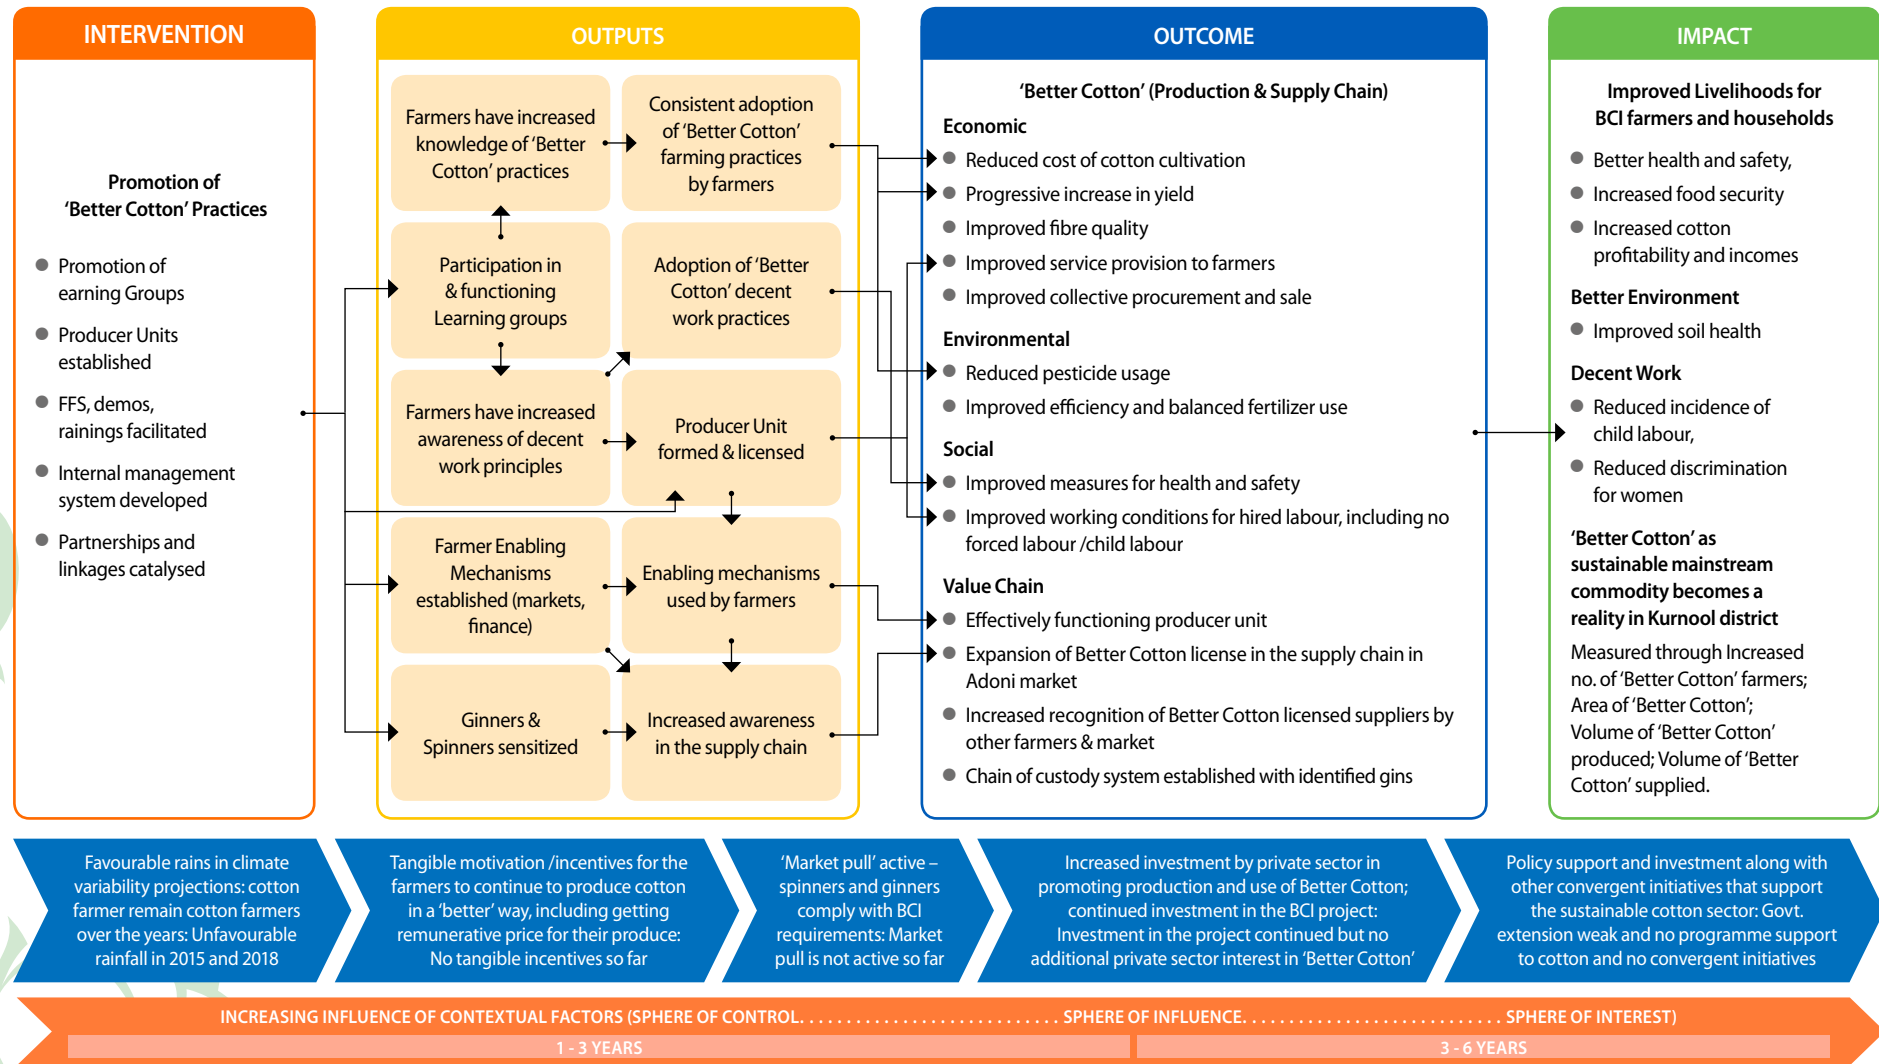 INTERVENTION
Promotion of
‘Better Cotton’ Practices
Promotion of
earning Groups
Producer Units
established
FFS, demos,
rainings facilitated
Internal management
system developed
Partnerships and
linkages catalysed
OUTPUTS
Farmers have increased
knowledge of ‘Better
Cotton’ practices
Consistent adoption
of ‘Better Cotton’
farming practices
by farmers
Participation in
& functioning
Learning groups
Adoption of ‘Better
Cotton’ decent
work practices
Farmers have increased
awareness of decent
work principles
Producer Unit
formed & licensed
Farmer Enabling
Mechanisms
established (markets,
finance)
Enabling mechanisms
used by farmers
Ginners &
Spinners sensitized
Increased awareness
in the supply chain
OUTCOME
‘Better Cotton’ (Production & Supply Chain)
Economic
Reduced cost of cotton cultivation
Progressive increase in yield
Improved fibre quality
Improved service provision to farmers
Improved collective procurement and sale
Environmental
Reduced pesticide usage
Improved efficiency and balanced fertilizer use
Social
Improved measures for health and safety
Improved working conditions for hired labour, including no
forced labour /child labour
Value Chain
Effectively functioning producer unit
Expansion of Better Cotton license in the supply chain in
Adoni market
Increased recognition of Better Cotton licensed suppliers by
other farmers & market
Chain of custody system established with identified gins
IMPACT
Improved Livelihoods for
BCI farmers and households
Better health and safety,
Increased food security
Increased cotton
profitability and incomes
Better Environment
Improved soil health
Decent Work
Reduced incidence of
child labour,
Reduced discrimination
for women
‘Better Cotton’ as
sustainable mainstream
commodity becomes a
reality in Kurnool district
Measured through Increased
no. of ‘Better Cotton’ farmers;
Area of ‘Better Cotton’;
Volume of ‘Better Cotton’
produced; Volume of ‘Better
Cotton’ supplied.
Favourable rains in climate
variability projections: cotton
farmer remain cotton farmers
over the years: Unfavourable
rainfall in 2015 and 2018
Tangible motivation /incentives for the
farmers to continue to produce cotton
in a ‘better’ way, including getting
remunerative price for their produce:
No tangible incentives so far
‘Market pull’ active –
spinners and ginners
comply with BCI
requirements: Market
pull is not active so far
Increased investment by private sector in
promoting production and use of Better Cotton;
continued investment in the BCI project:
Investment in the project continued but no
additional private sector interest in ‘Better Cotton’
Policy support and investment along with
other convergent initiatives that support
the sustainable cotton sector: Govt.
extension weak and no programme support
to cotton and no convergent initiatives
INCREASING INFLUENCE OF CONTEXTUAL FACTORS (SPHERE OF CONTROL. . . . . . . . . . . . . . . . . . . . . . . . . . . . SPHERE OF INFLUENCE. . . . . . . . . . . . . . . . . . . . . . . . . . . . SPHERE OF INTEREST)
1 - 3 YEARS
3 - 6 YEARS